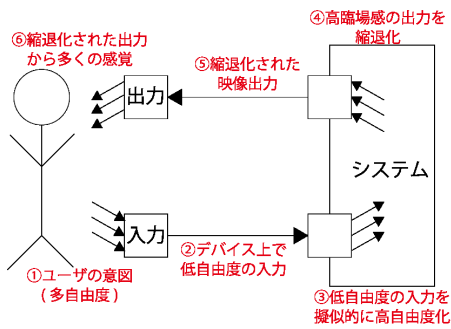 ⑥縮退化された出力
から多くの感覚
④高臨場感の出力を
縮退化
⑤縮退化された
映像出力
出力
システム
入力
②デバイス上で
低自由度の入力
①ユーザの意図
(多自由度)
③低自由度の入力を
擬似的に高自由度化